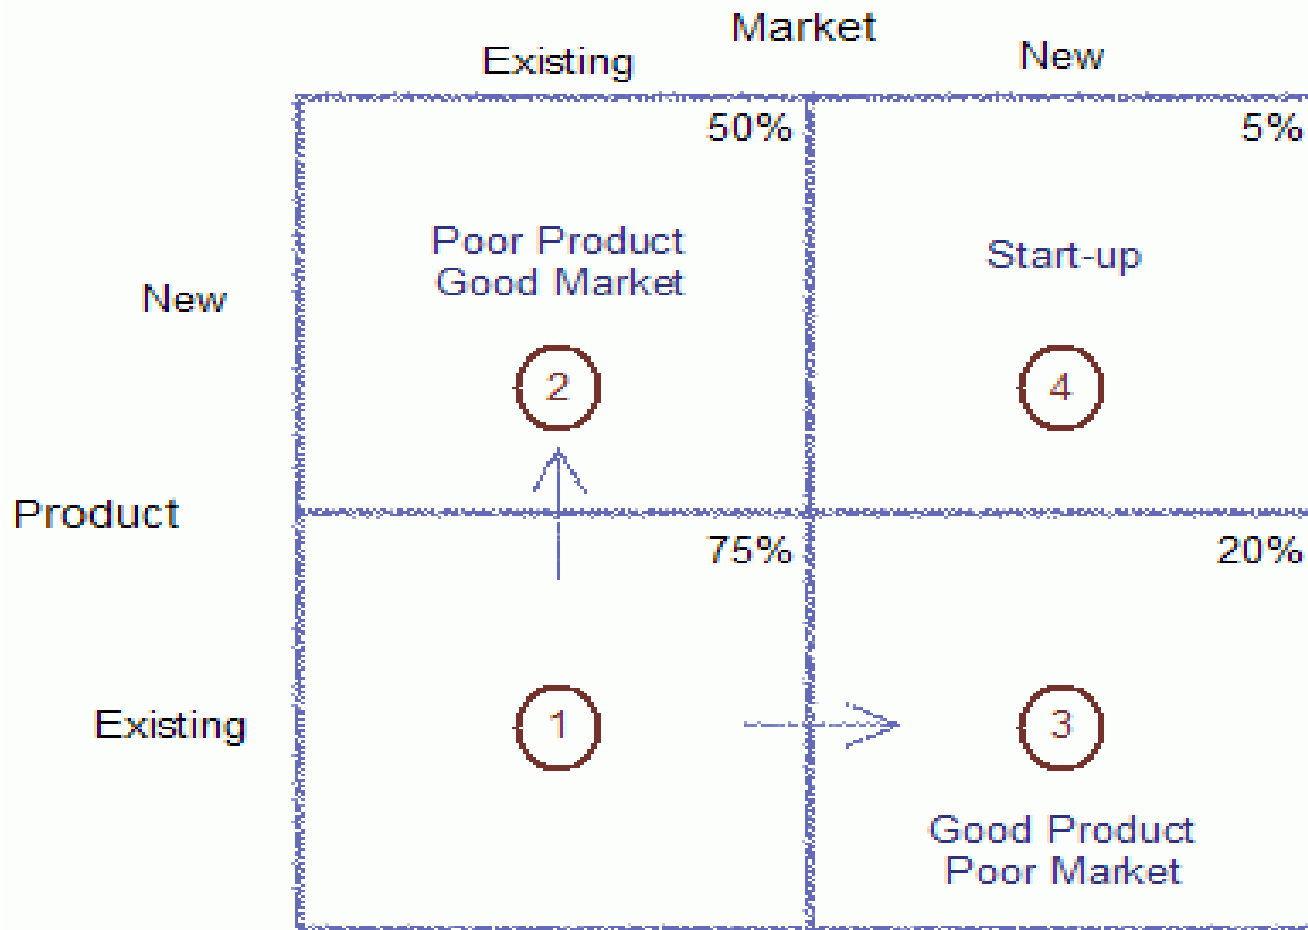 Market
Existing
New
50%
5%
Poor Product
Good Market
Start-up
New
2
4
Product
75%
20%
Existing
1
3
Good Product
Poor Market